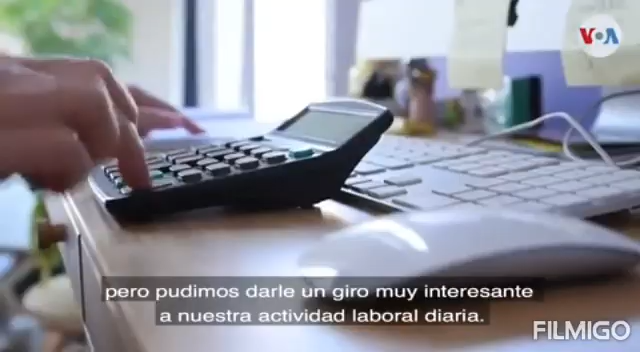 VOA
pero pudimos darle un giro muy interesante
a nuestra actividad laboral diaria.
FILMIGO